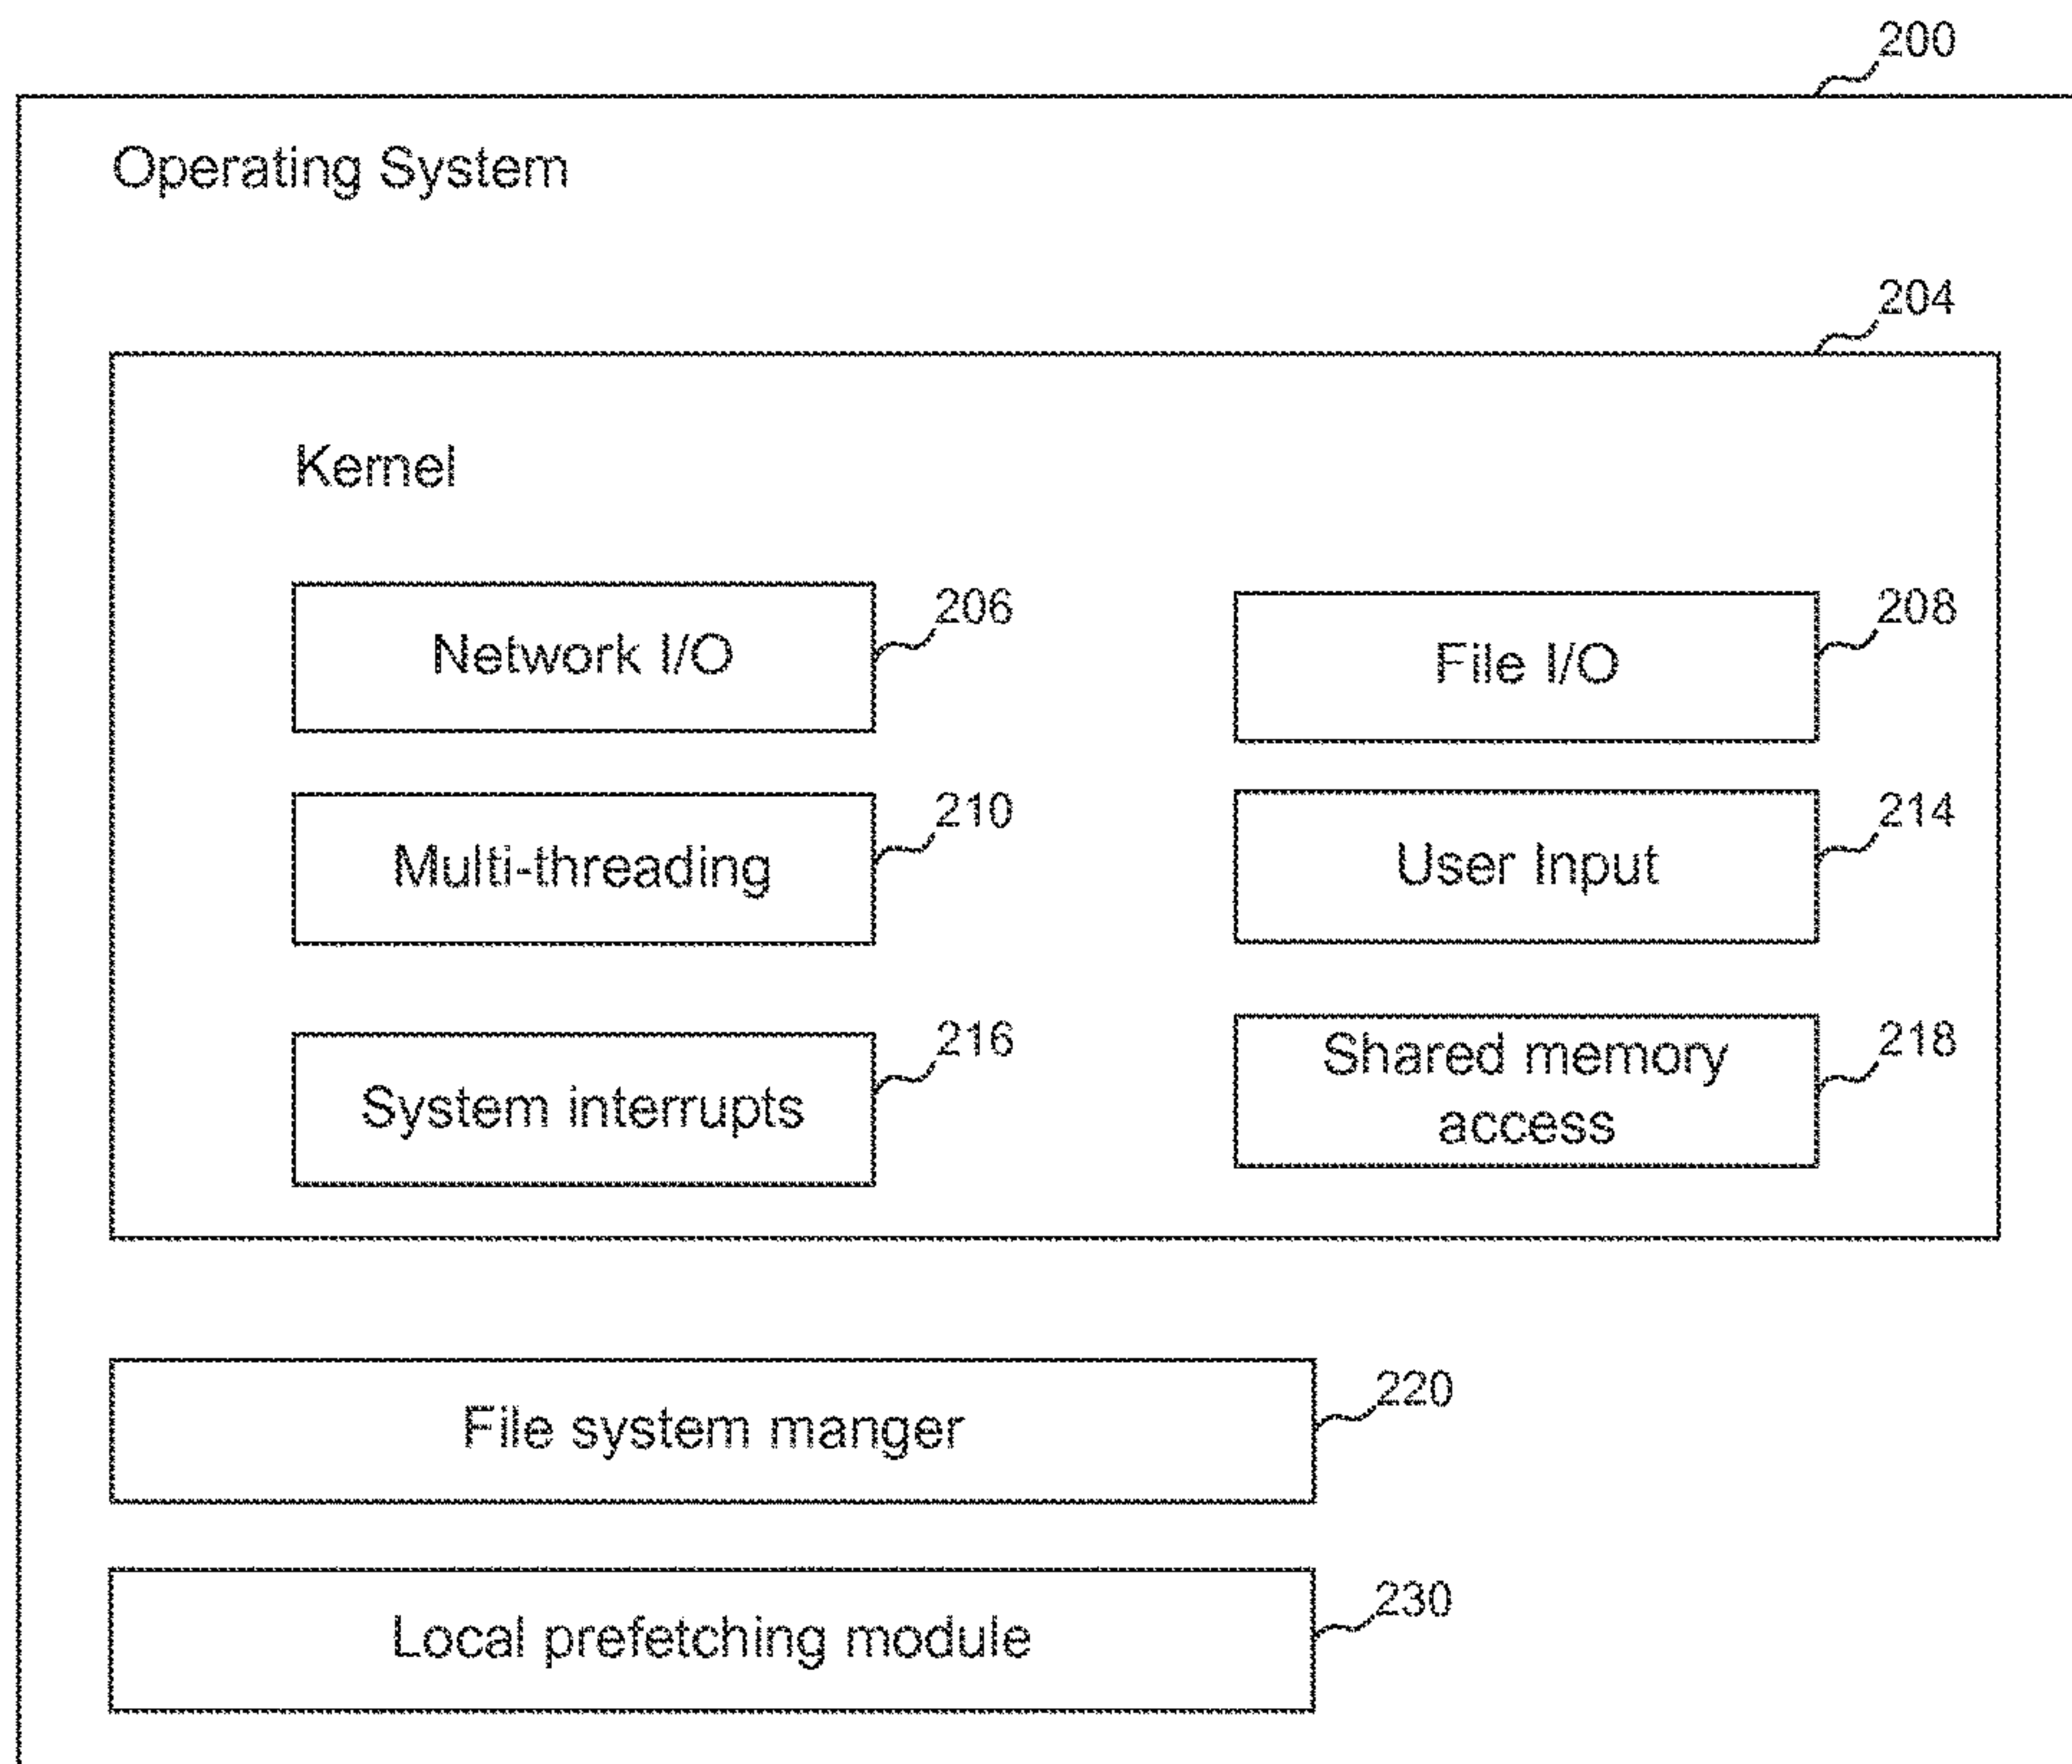 200
Operating System
204
Kernel
Network I/O
206
File I/O
208
Multi-threading
210
User Input
214
System interrupts
216
Shared memory
access
218
File system manger
220
Local prefetching module
230